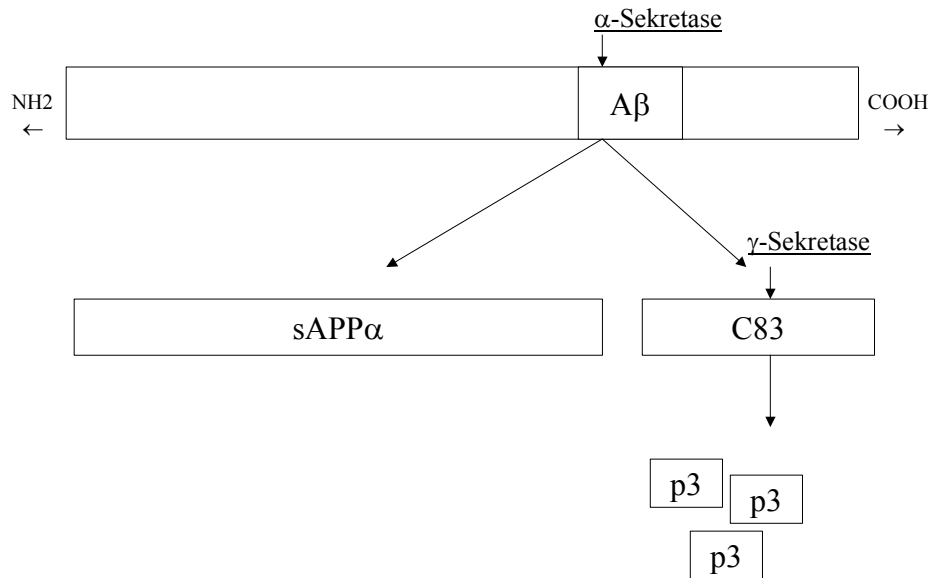 α-Sekretase
NH2
←
Aβ
COOH
→
γ-Sekretase
sAPPα
C83
p3
p3
p3